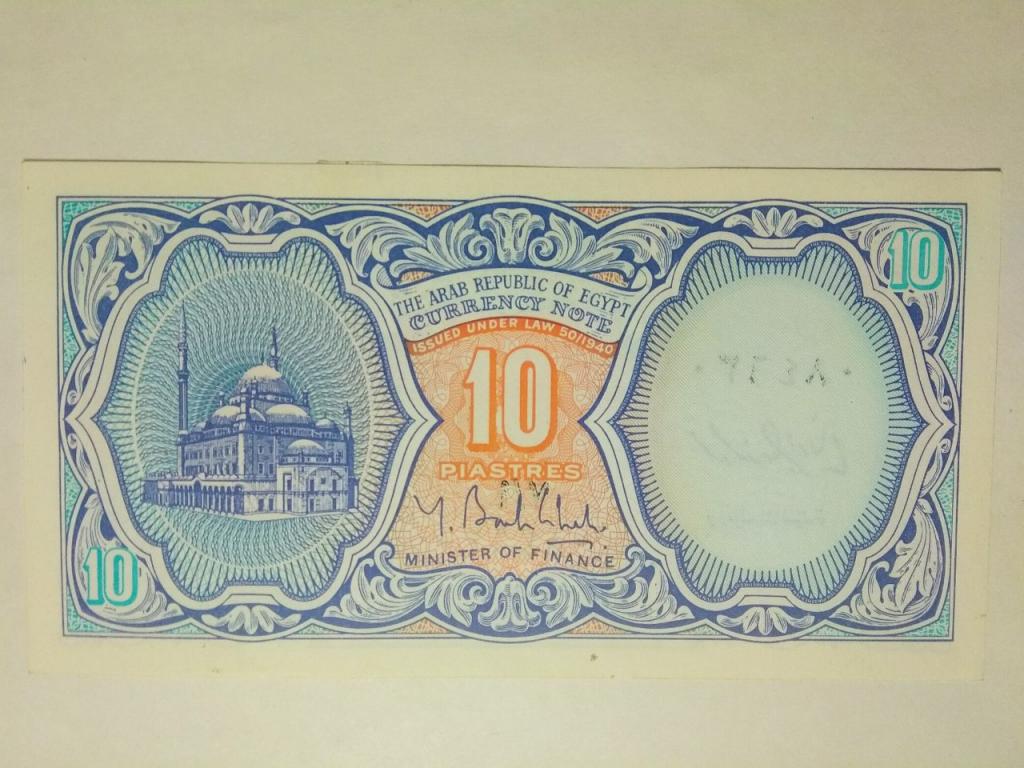 10
THE ARAB REPUBLIC OF EGYPT
CURRENCY NOTE
ISSUED UNDER LAW 50/1940
10
PIASTRES
MINISTER OF FINANCE
10